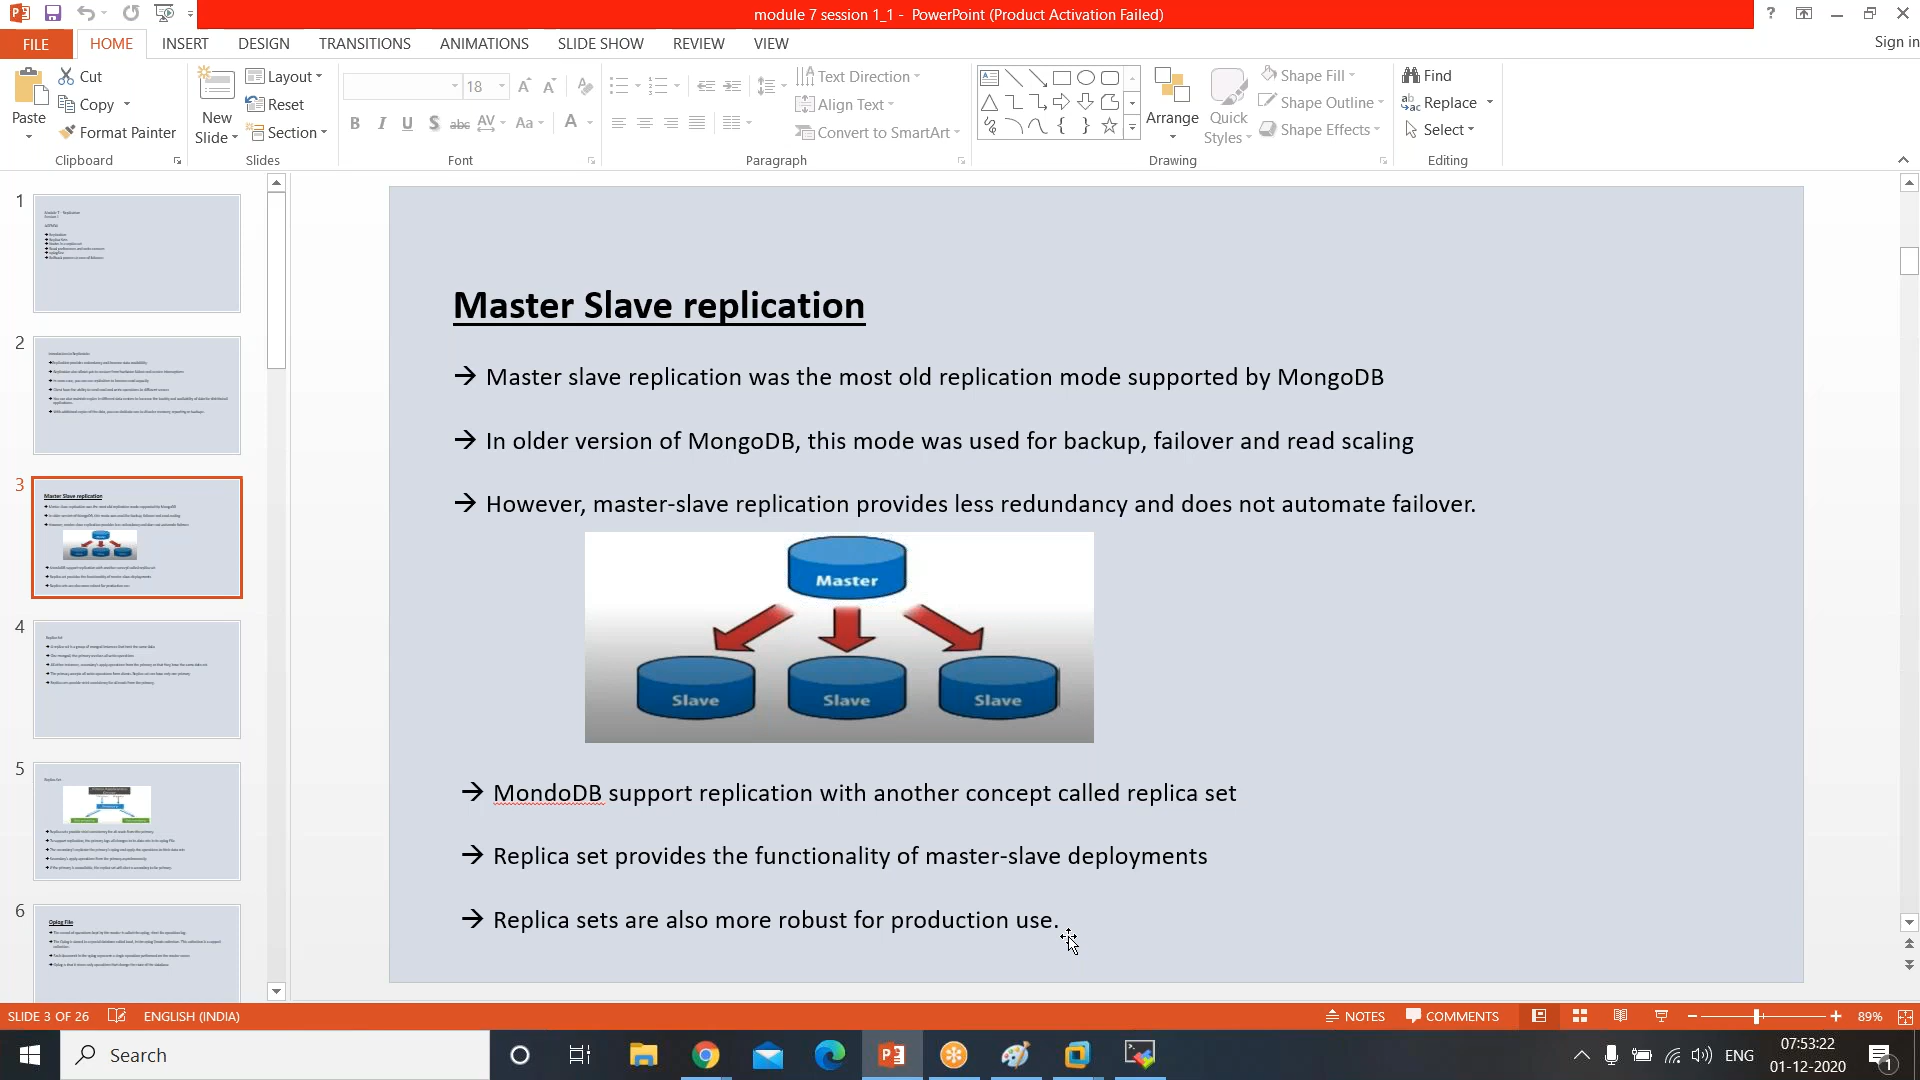 module 7 session 1_1 - PowerPoint (Product Activation Failed)
FILE HOME INSERT DESIGN TRANSITIONS ANIMATIONS SLIDE SHOW REVIEW VIEW Sign in
Cut Layout 18 Text Direction Shape Fill Find
Copy Reset Align Text Shape Outline Replace
Paste Format Painter New Slide Section Convert to SmartArt Arrange Quick Styles Shape Effects Select
Clipboard Slides Font Paragraph Drawing Editing
1
2
3
4
5
6
Master Slave replication
→ Master slave replication was the most old replication mode supported by MongoDB
→ In older version of MongoDB, this mode was used for backup, failover and read scaling
→ However, master-slave replication provides less redundancy and does not automate failover.
Master
Slave Slave Slave
→ MondoDB support replication with another concept called replica set
→ Replica set provides the functionality of master-slave deployments
→ Replica sets are also more robust for production use.
SLIDE 3 OF 26 ENGLISH (INDIA) NOTES COMMENTS 89%
Search ENG 07:53:22
01-12-2020 1